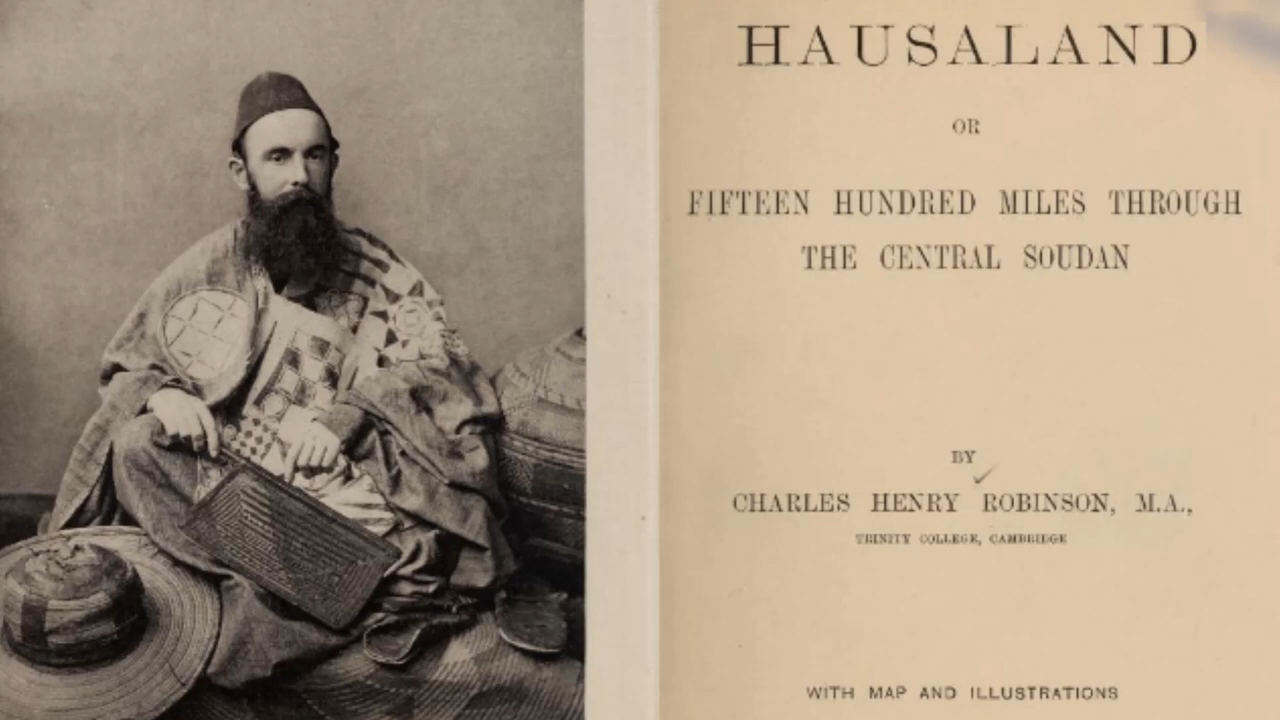 HAUSALAND
OR
FIFTEEN HUNDRED MILES THROUGH
THE CENTRAL SOUDAN
BY
CHARLES HENRY ROBINSON, M.A.,
TRINITY COLLEGE, CAMBRIDGE
WITH MAP AND ILLUSTRATIONS